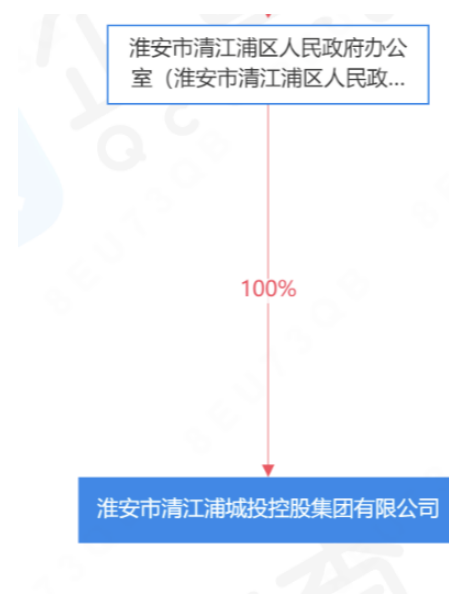 淮安市清江浦区人民政府办公
室（淮安市清江浦区人民政...
100%
淮安市清江浦城投控股集团有限公司